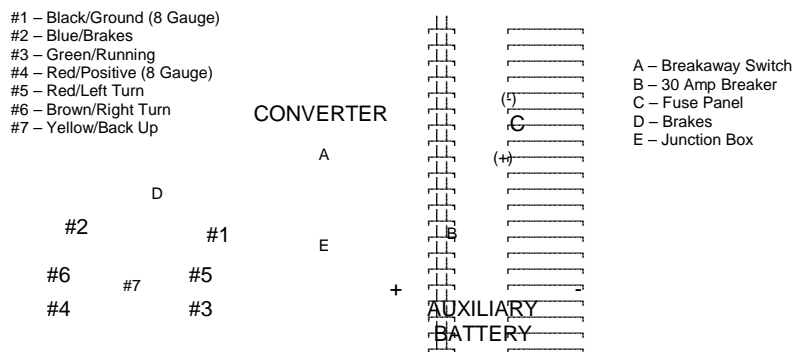 #1 – Black/Ground (8 Gauge)
#2 – Blue/Brakes
#3 – Green/Running
#4 – Red/Positive (8 Gauge)
#5 – Red/Left Turn
#6 – Brown/Right Turn
#7 – Yellow/Back Up
A – Breakaway Switch
B – 30 Amp Breaker
C – Fuse Panel
D – Brakes
E – Junction Box
(-)
CONVERTER
C
A
(+)
D
#2
#1
B
E
#6
#7
#5
+
-
#4
#3
AUXILIARY
BATTERY